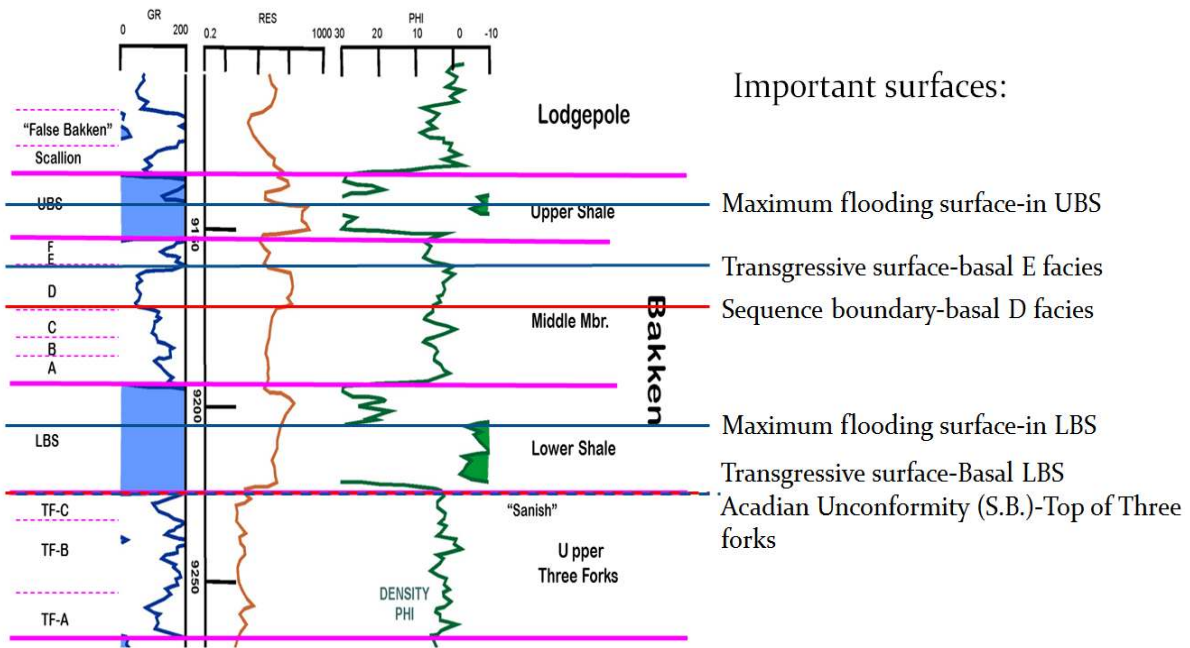 GR
RES
PHI
0 200
0.2 1000
30 20 10 0 -10
Important surfaces:
Lodgepole
"False Bakken"
Scallion
UBS
Upper Shale
Maximum flooding surface-in UBS
9150
F
E
Transgressive surface-basal E facies
D
Sequence boundary-basal D facies
Middle Mbr.
C
B
A
Bakken
9200
Maximum flooding surface-in LBS
LBS
Lower Shale
Transgressive surface-Basal LBS
Acadian Unconformity (S.B.)-Top of Three
forks
TF-C
"Sanish"
TF-B
U pper
Three Forks
9250
DENSITY
PHI
TF-A